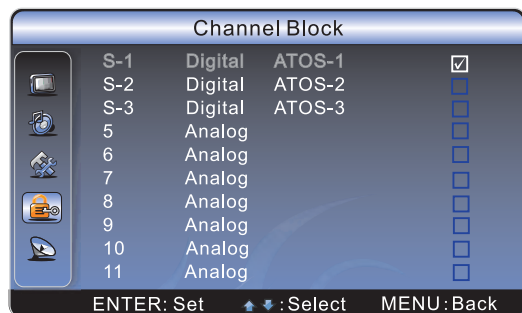 Channel Block
S-1 Digital ATOS-1
S-2 Digital ATOS-2
S-3 Digital ATOS-3
5 Analog
6 Analog
7 Analog
8 Analog
9 Analog
10 Analog
11 Analog
ENTER: Set : Select MENU: Back